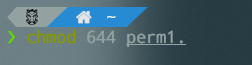 ~
❯ chmod 644 perm1.